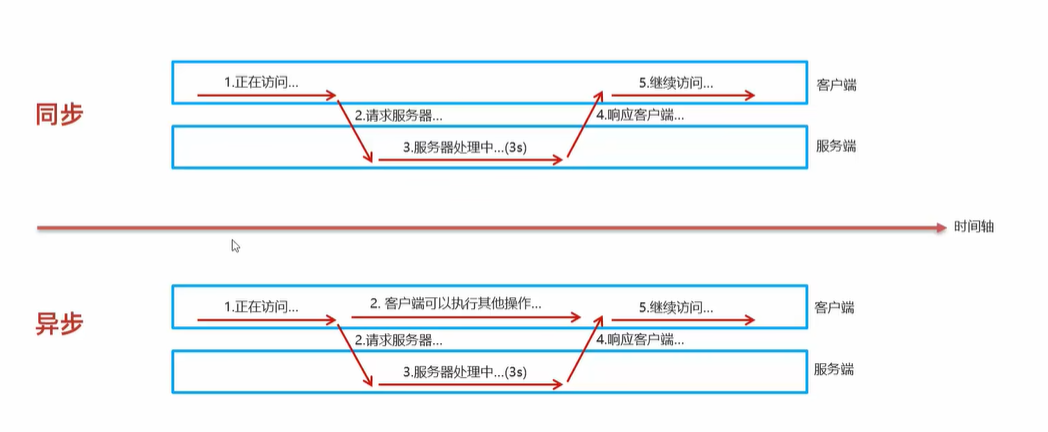 1.正在访问...
5.继续访问...
客户端
同步
2.请求服务器...
4.响应客户端...
3.服务器处理中...(3s)
服务端
时间轴
1.正在访问...
2. 客户端可以执行其他操作...
5.继续访问...
客户端
异步
2.请求服务器...
4.响应客户端...
3.服务器处理中...(3s)
服务端